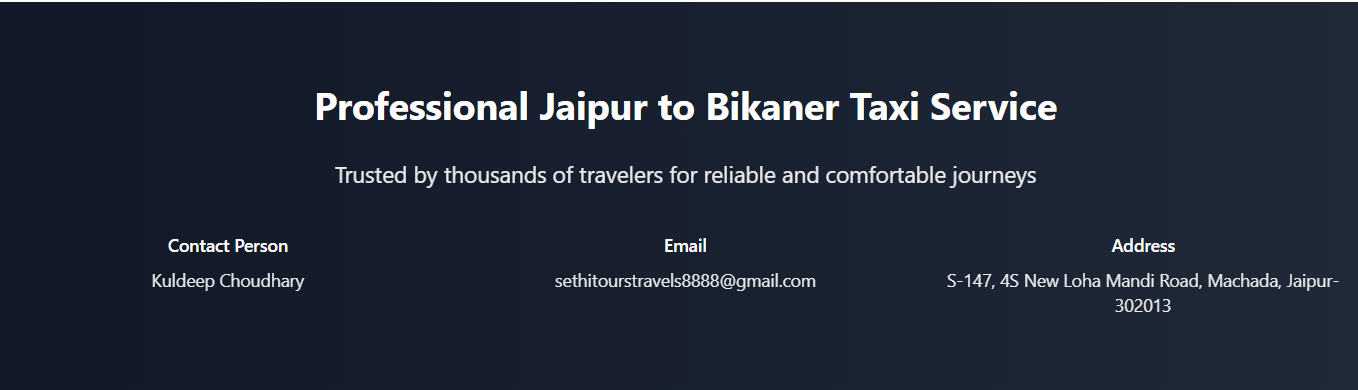 Professional Jaipur to Bikaner Taxi Service
Trusted by thousands of travelers for reliable and comfortable journeys
Contact Person
Kuldeep Choudhary
Email
sethitourstravels8888@gmail.com
Address
S-147, 4S New Loha Mandi Road, Machada, Jaipur-
302013